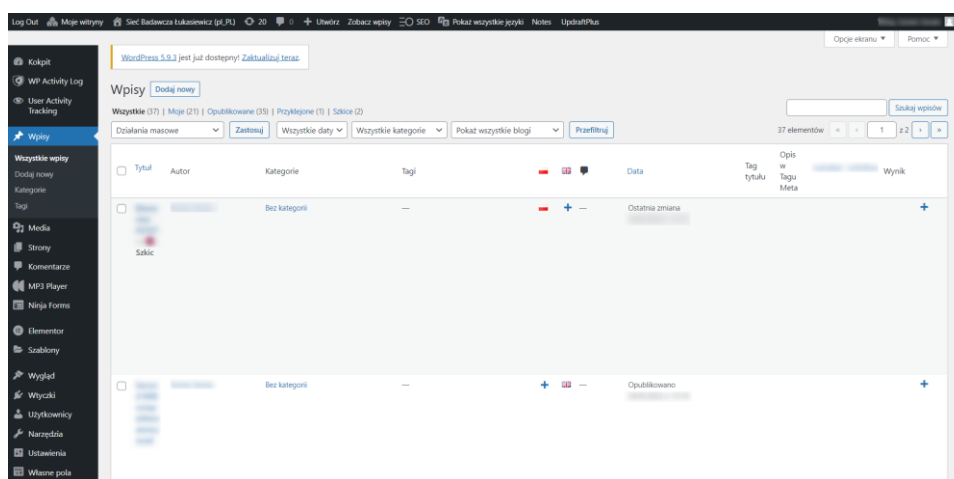 Log Out Moje witryny Sieć Badawcza Łukasiewicz (pl_PL) 20 0 Utwórz Zobacz wpisy SEO Pokaż wszystkie języki Notes UpdraftPlus
Opcje ekranu ▼ Pomoc ▼
Kokpit
WP Activity Log
User Activity
Tracking
Wpisy
Wszystkie wpisy
Dodaj nowy
Kategorie
Tagi
Media
Strony
Komentarze
MP3 Player
Ninja Forms
Elementor
Szablony
Wygląd
Wtyczki
Użytkownicy
Narzędzia
Ustawienia
Własne pola
WordPress 5.9.3 jest już dostępny! Zaktualizuj teraz.
Wpisy Dodaj nowy
Wszystkie (37) | Moje (21) | Opublikowane (35) | Przyklejone (1) | Szkice (2)
Szukaj wpisów
Działania masowe Zastosuj Wszystkie daty Wszystkie kategorie Pokaż wszystkie blogi Przefiltruj
37 elementów « ‹ 1 z 2 › »
Tytuł Autor Kategorie Tagi Data Tag tytułu Opis w Tagu Meta Wynik
Bez kategorii — + — Ostatnia zmiana +
Szkic
Bez kategorii — + — Opublikowano +